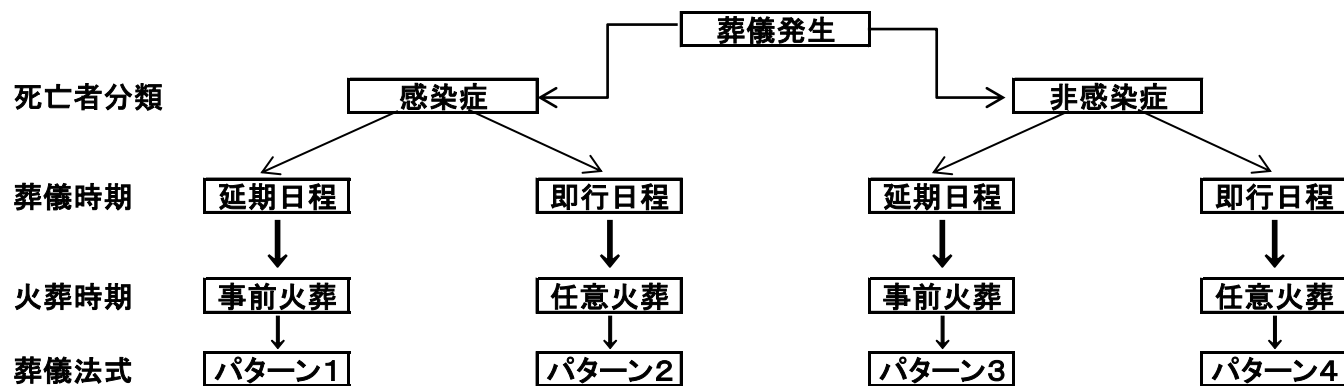 葬儀発生
死亡者分類 感染症 非感染症
葬儀時期 延期日程 即行日程 延期日程 即行日程
火葬時期 事前火葬 任意火葬 事前火葬 任意火葬
葬儀法式 パターン1 パターン2 パターン3 パターン4